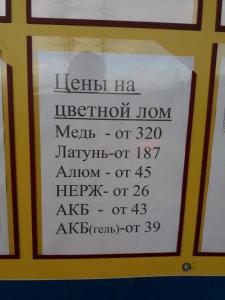 Цены на
цветной лом
Медь - от 320
Латунь-от 187
Алюм - от 45
НЕРЖ- от 26
АКБ - от 43
АКБ(гель)- от 39